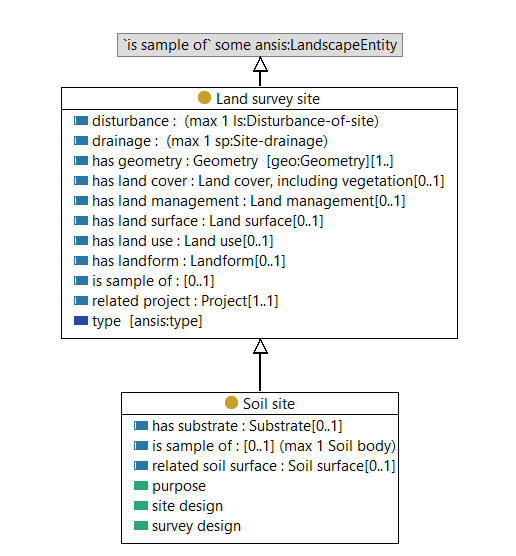 `is sample of` some ansis:LandscapeEntity
Land survey site
disturbance :  (max 1 ls:Disturbance-of-site)
drainage :  (max 1 sp:Site-drainage)
has geometry : Geometry  [geo:Geometry][1..]
has land cover : Land cover, including vegetation[0..1]
has land management : Land management[0..1]
has land surface : Land surface[0..1]
has land use : Land use[0..1]
has landform : Landform[0..1]
is sample of : [0..1]
related project : Project[1..1]
type  [ansis:type]
Soil site
has substrate : Substrate[0..1]
is sample of : [0..1] (max 1 Soil body)
related soil surface : Soil surface[0..1]
purpose
site design
survey design